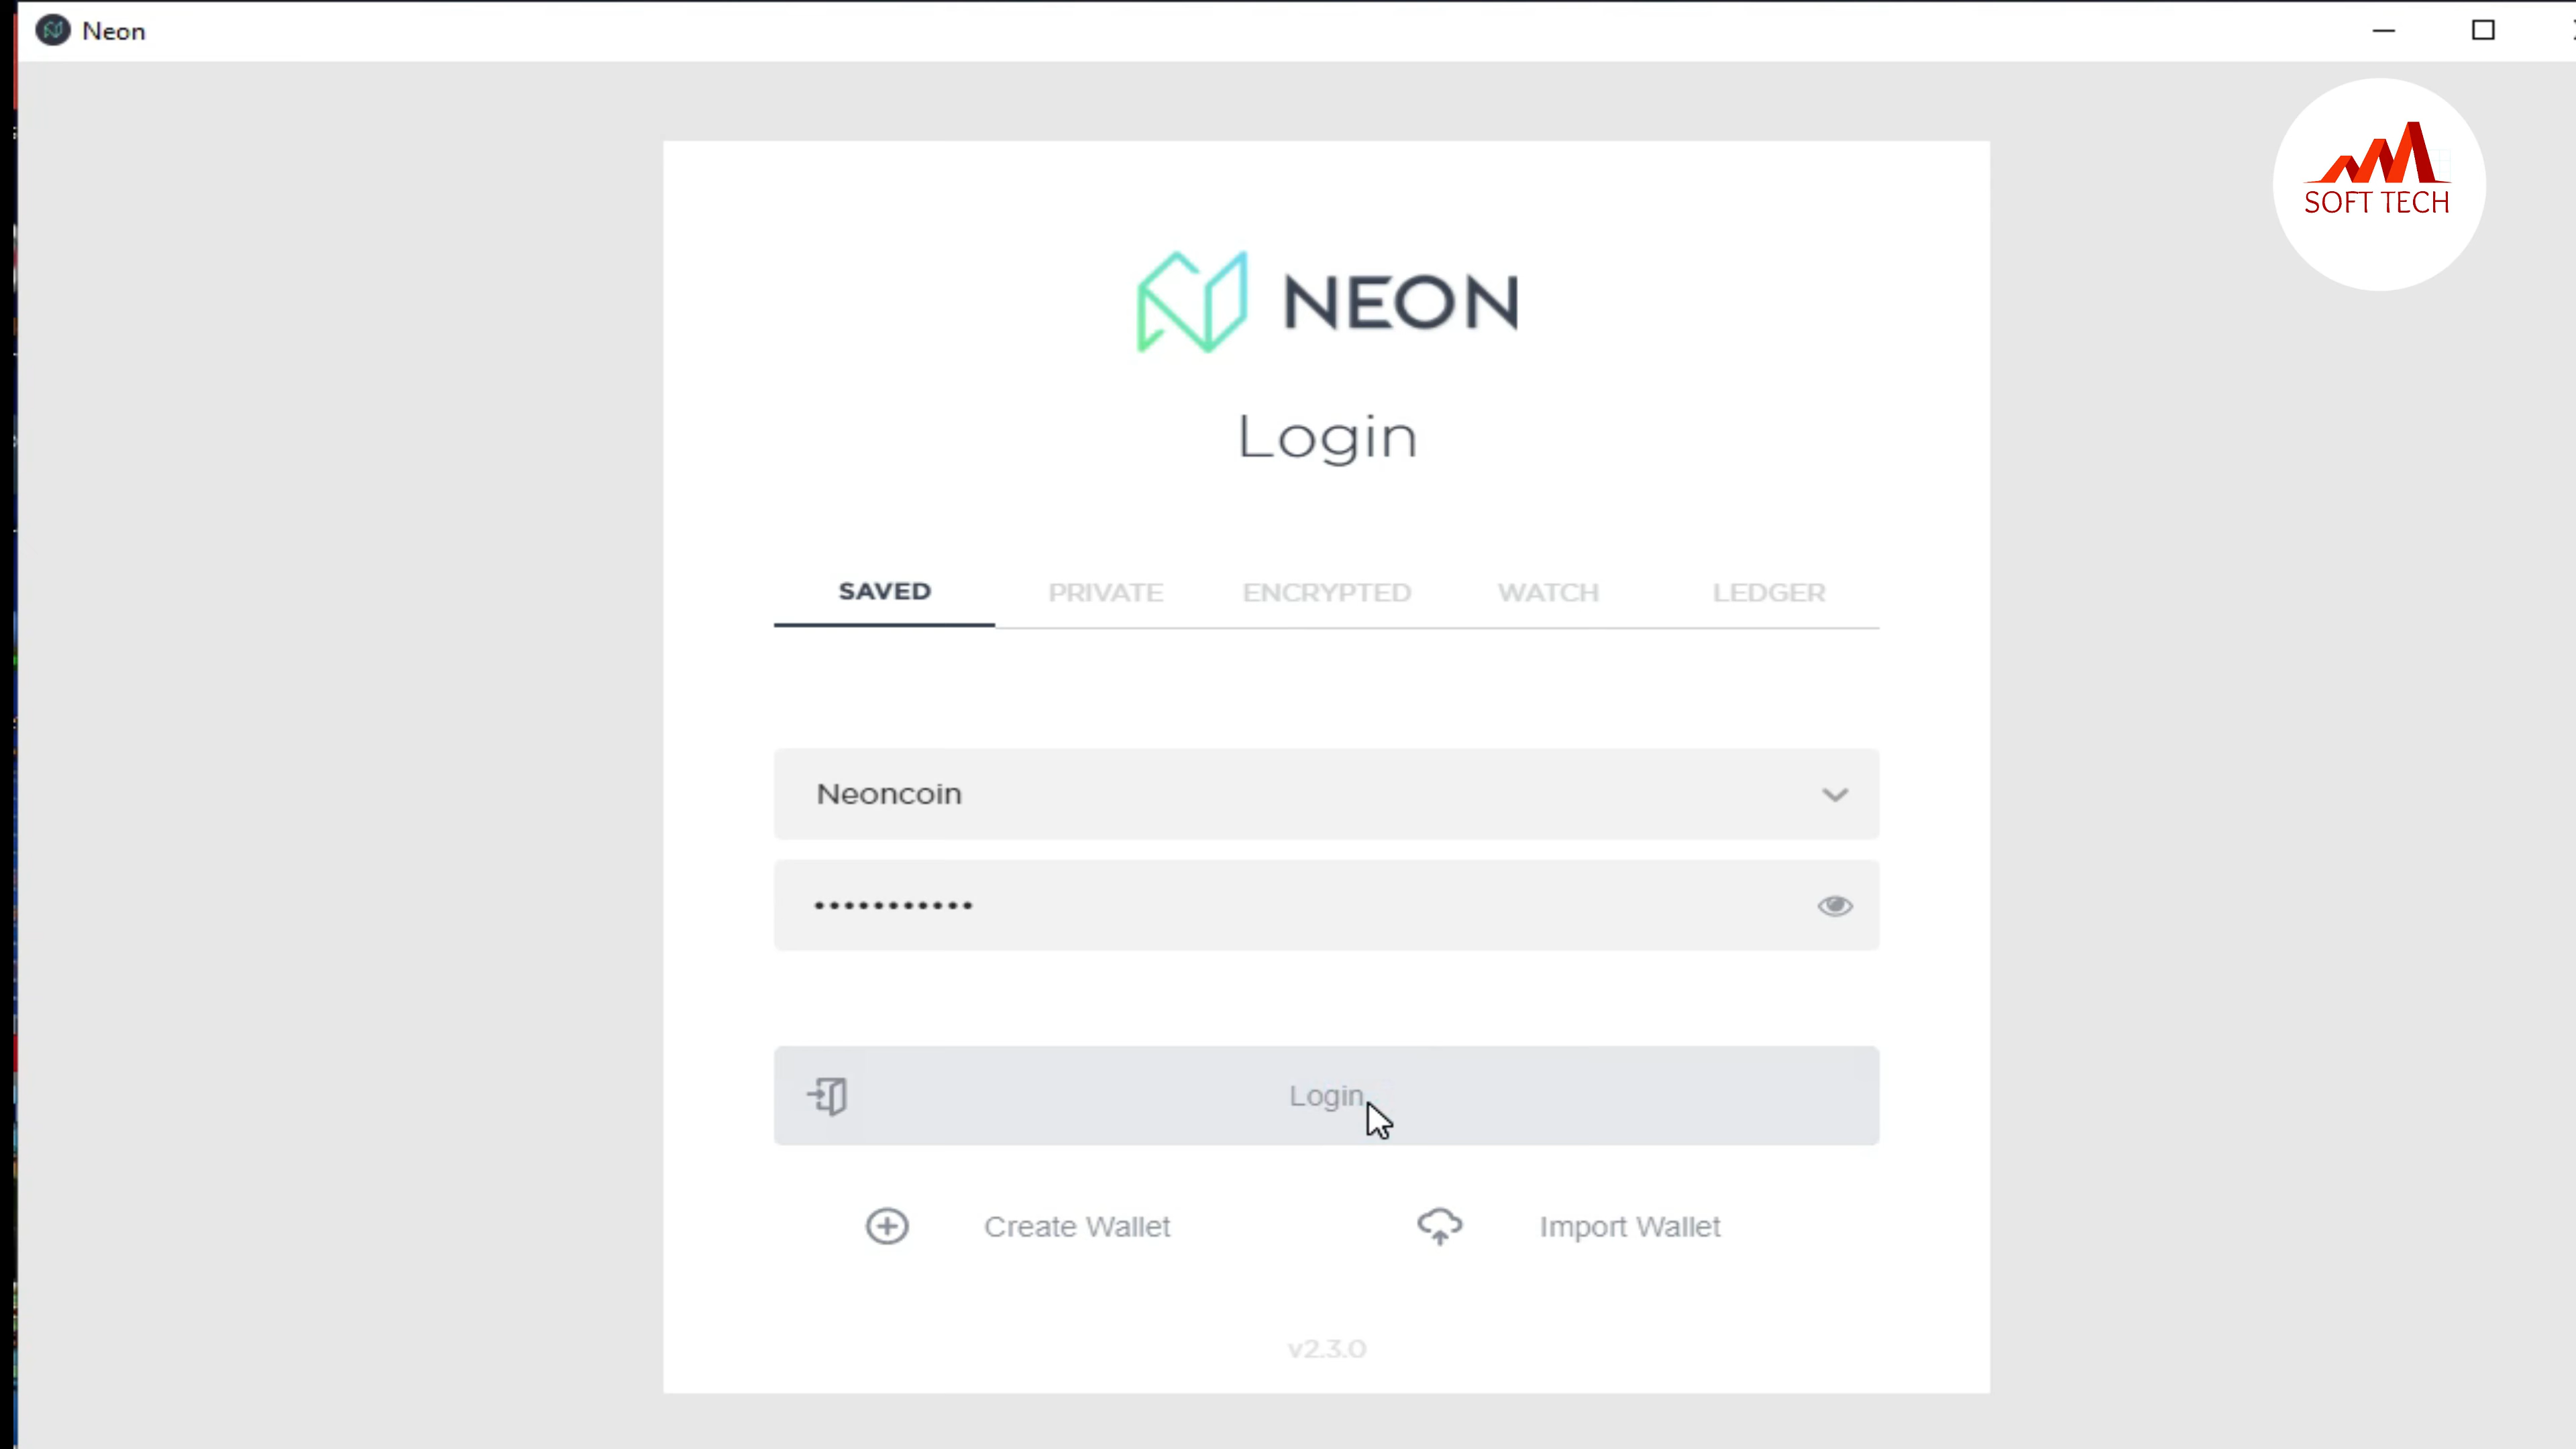 Neon
SOFT TECH
NEON
Login
SAVED PRIVATE ENCRYPTED WATCH LEDGER
Neoncoin
•••••••••••
Login
Create Wallet Import Wallet
v2.3.0